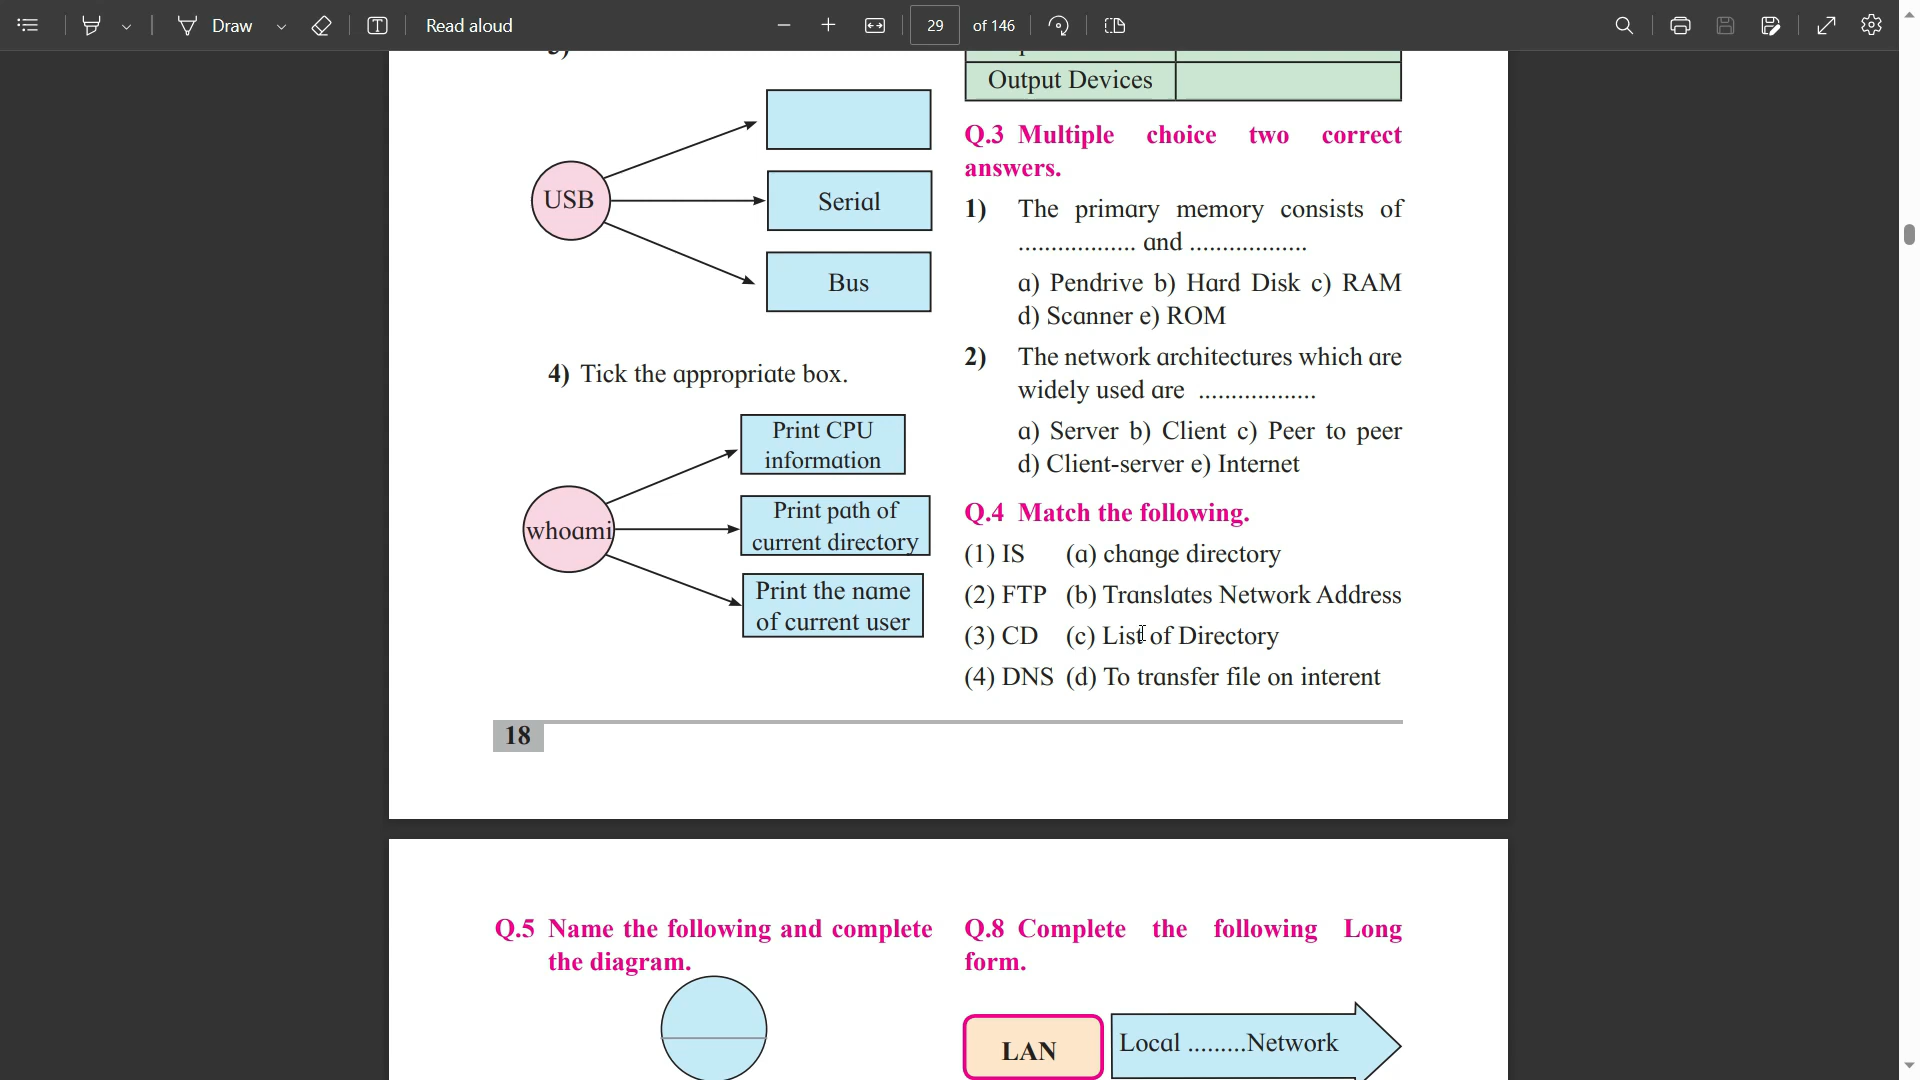 Draw
Read aloud
29 of 146
Output Devices
USB
Serial
Bus
4) Tick the appropriate box.
whoami
Print CPU
information
Print path of
current directory
Print the name
of current user
18
Q.3 Multiple choice two correct
answers.
1) The primary memory consists of
.................. and ..................
a) Pendrive b) Hard Disk c) RAM
d) Scanner e) ROM
2) The network architectures which are
widely used are ..................
a) Server b) Client c) Peer to peer
d) Client-server e) Internet
Q.4 Match the following.
(1) IS (a) change directory
(2) FTP (b) Translates Network Address
(3) CD (c) List of Directory
(4) DNS (d) To transfer file on interent
Q.5 Name the following and complete
the diagram.
Q.8 Complete the following Long
form.
LAN
Local .........Network